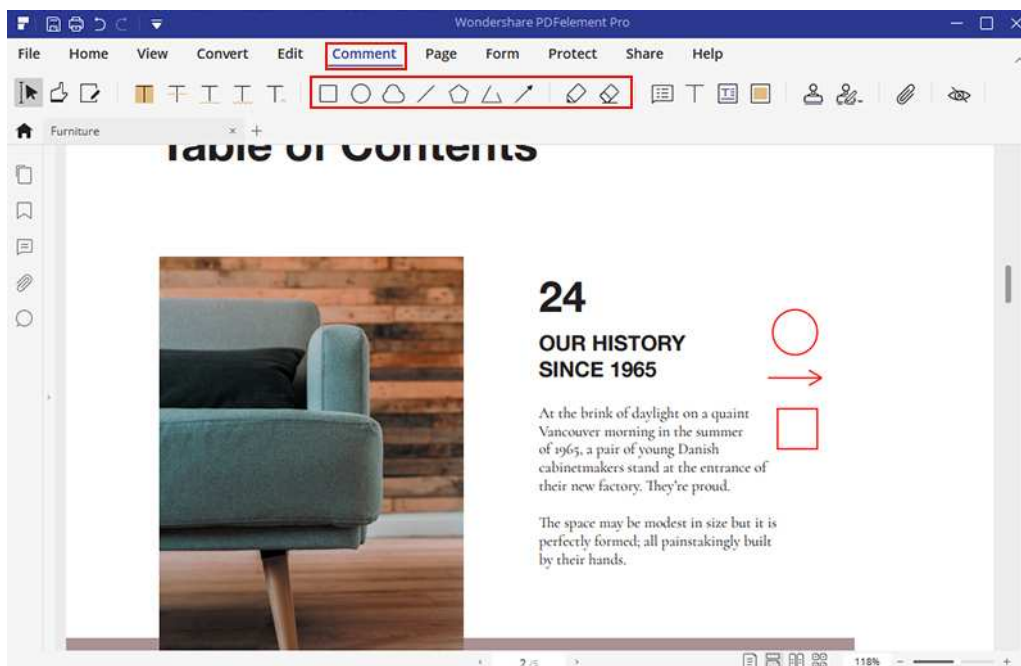 Wondershare PDFelement Pro
File Home View Convert Edit Comment Page Form Protect Share Help
Furniture
Table of Contents
24
OUR HISTORY
SINCE 1965
At the brink of daylight on a quaint
Vancouver morning in the summer
of 1965, a pair of young Danish
cabinetmakers stand at the entrance of
their new factory. They're proud.
The space may be modest in size but it is
perfectly formed; all painstakingly built
by their hands.
2 /5
118%